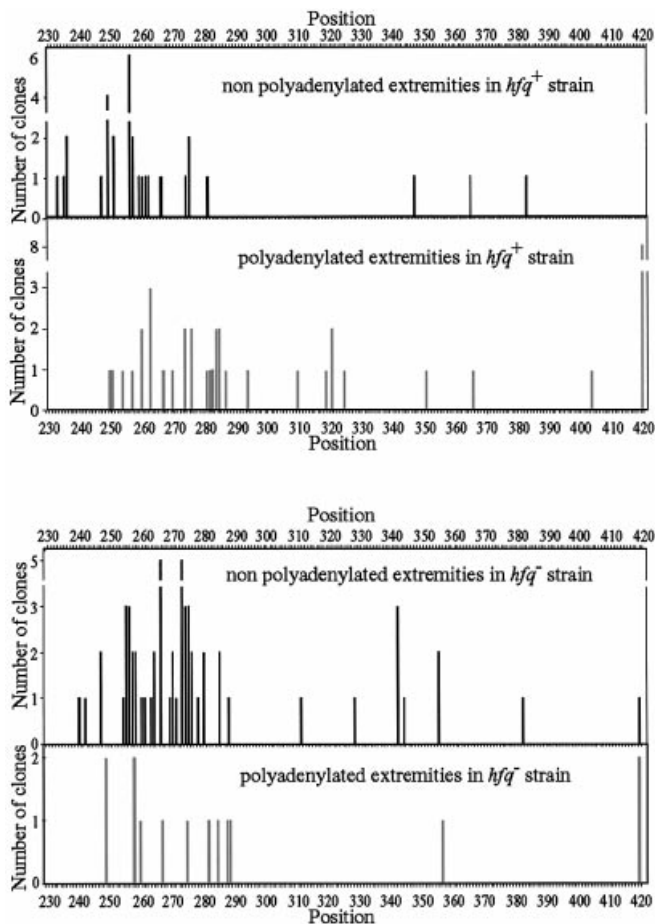 Position
230 240 250 260 270 280 290 300 310 320 330 340 350 360 370 380 390 400 410 420
6
non polyadenylated extremities in hfq+ strain
4
Number of clones
2
1
0
8
polyadenylated extremities in hfq+ strain
Number of clones
3
2
1
0
230 240 250 260 270 280 290 300 310 320 330 340 350 360 370 380 390 400 410 420
Position
Position
230 240 250 260 270 280 290 300 310 320 330 340 350 360 370 380 390 400 410 420
5
non polyadenylated extremities in hfq- strain
Number of clones
3
2
1
0
2
polyadenylated extremities in hfq- strain
Number of clones
1
0
230 240 250 260 270 280 290 300 310 320 330 340 350 360 370 380 390 400 410 420
Position